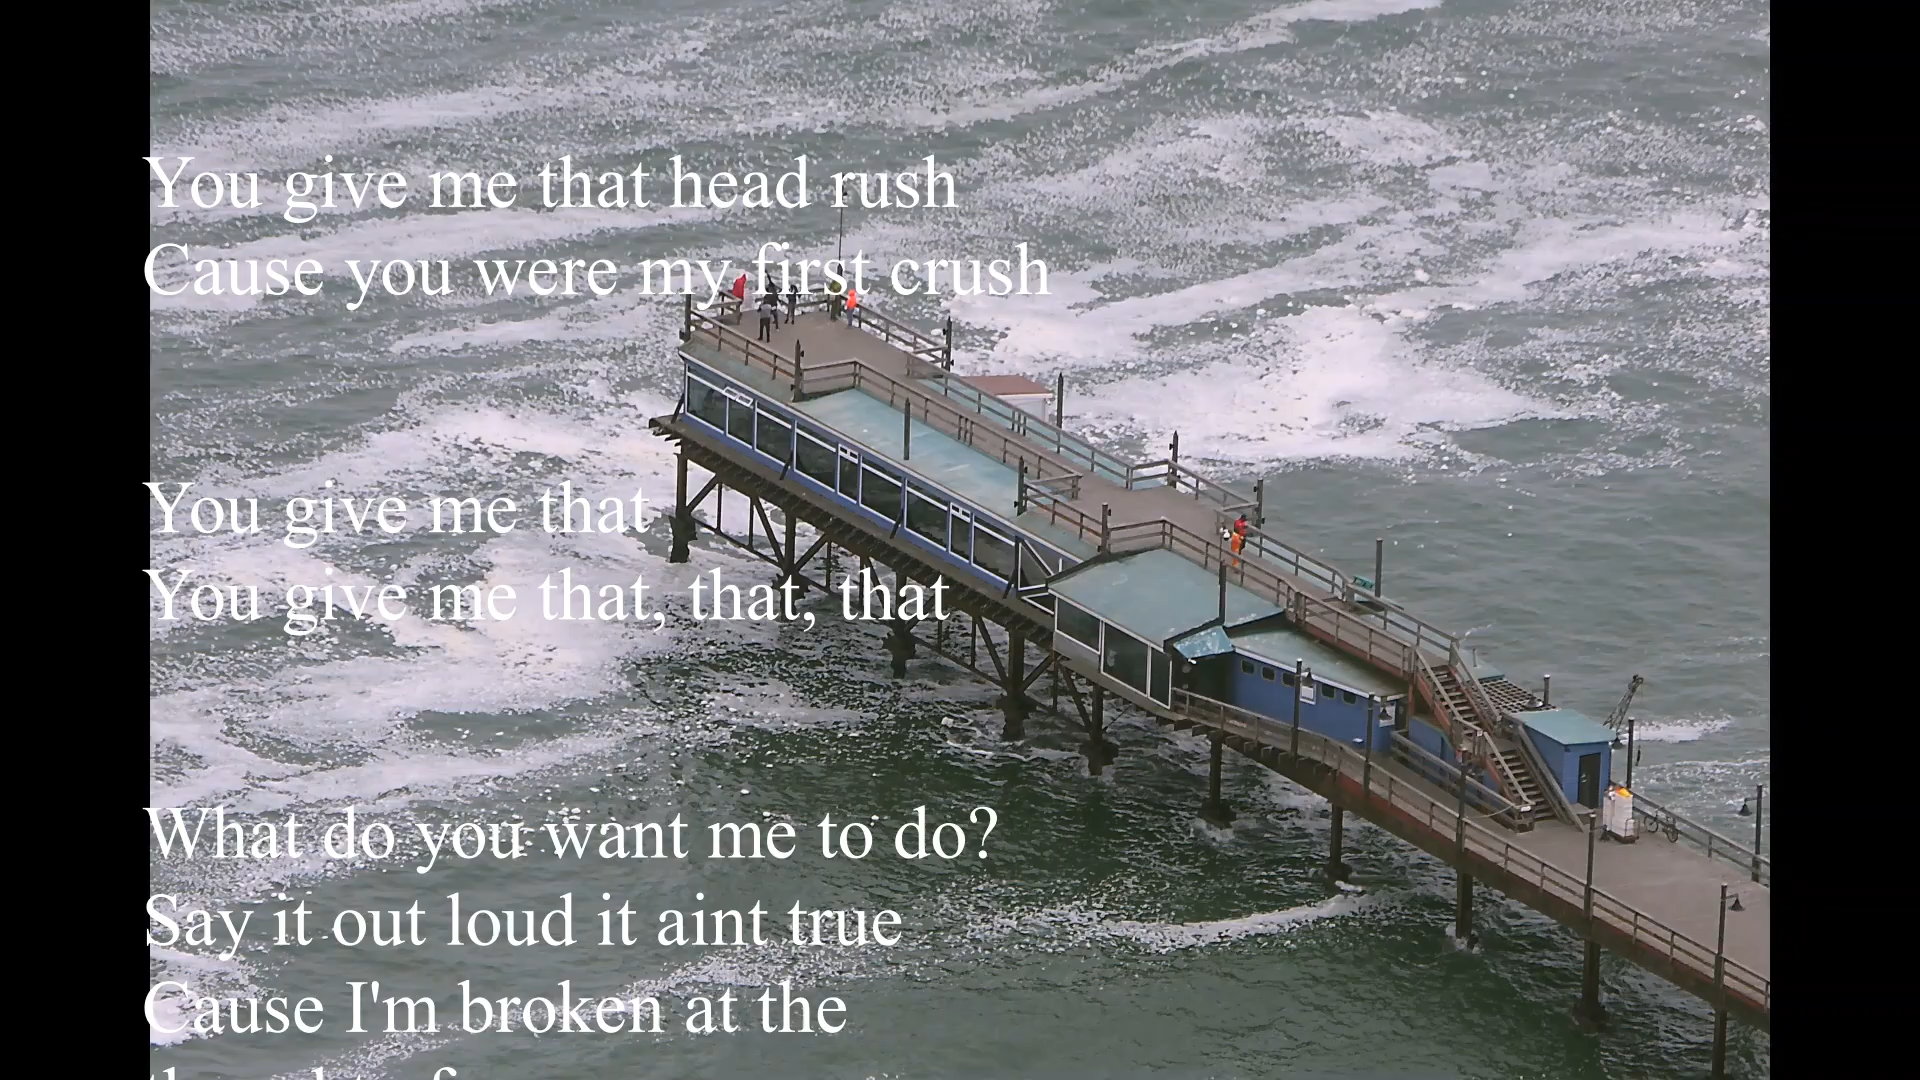 You give me that head rush
Cause you were my first crush
You give me that
You give me that, that, that
What do you want me to do?
Say it out loud it aint true
Cause I'm broken at the